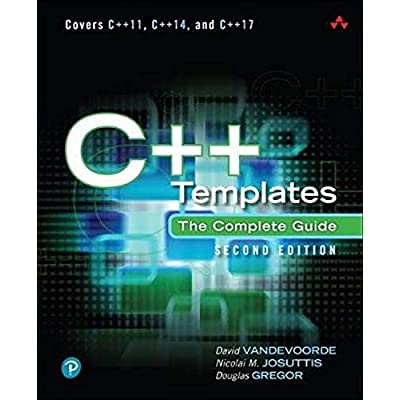 Covers C++11, C++14, and C++17
C++
C++
Templates
The Complete Guide
SECOND EDITION
David VANDEVOORDE
Nicolai M. JOSUTTIS
Douglas GREGOR
P